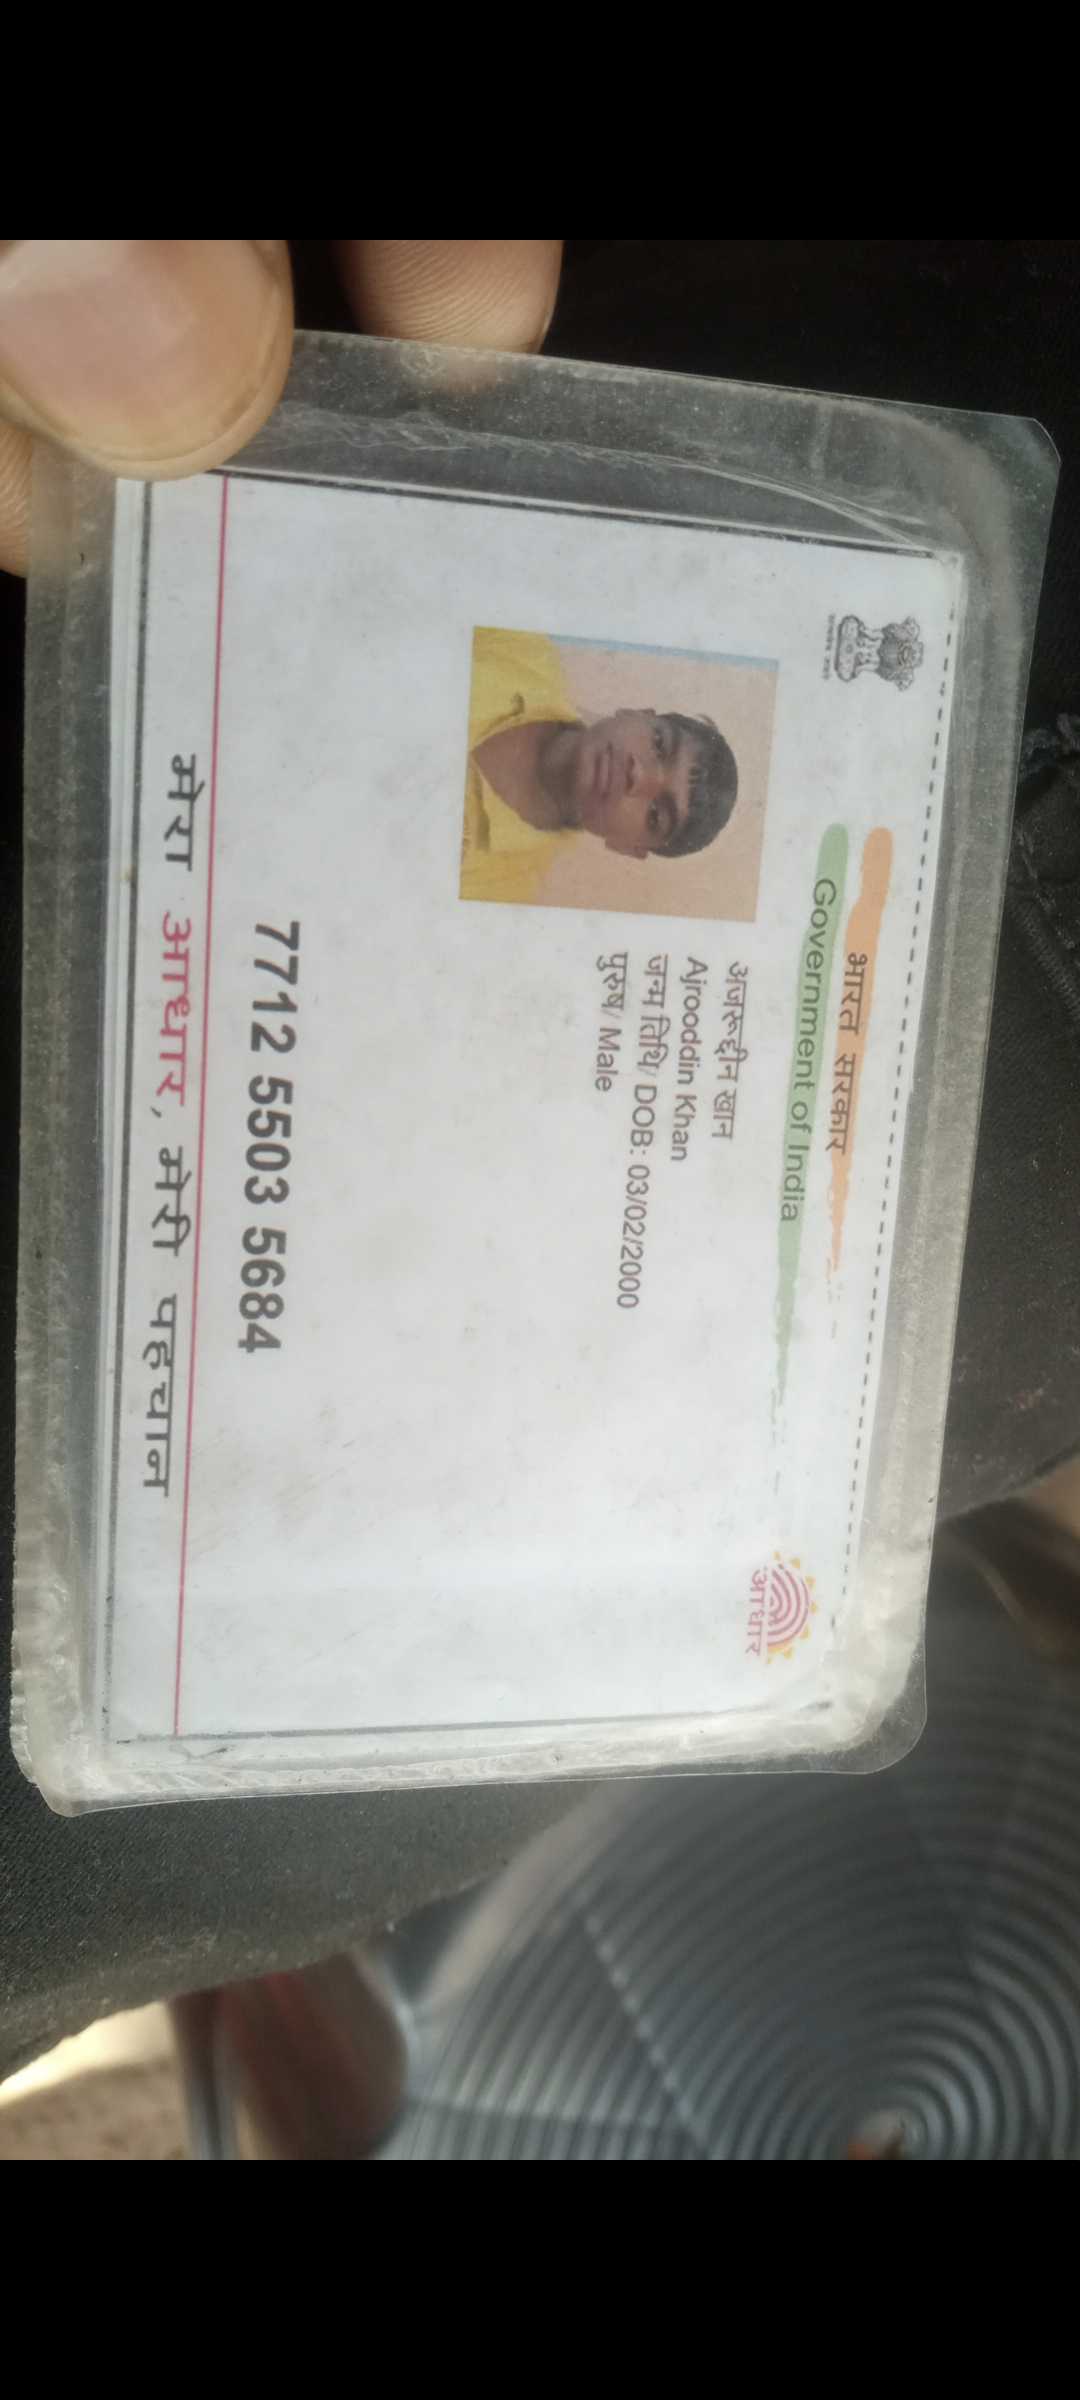 भारत सरकार
Government of India
आधार
अजरूद्दीन खान
Ajrooddin Khan
जन्म तिथि/ DOB: 03/02/2000
पुरुष/ Male
7712 5503 5684
मेरा आधार, मेरी पहचान